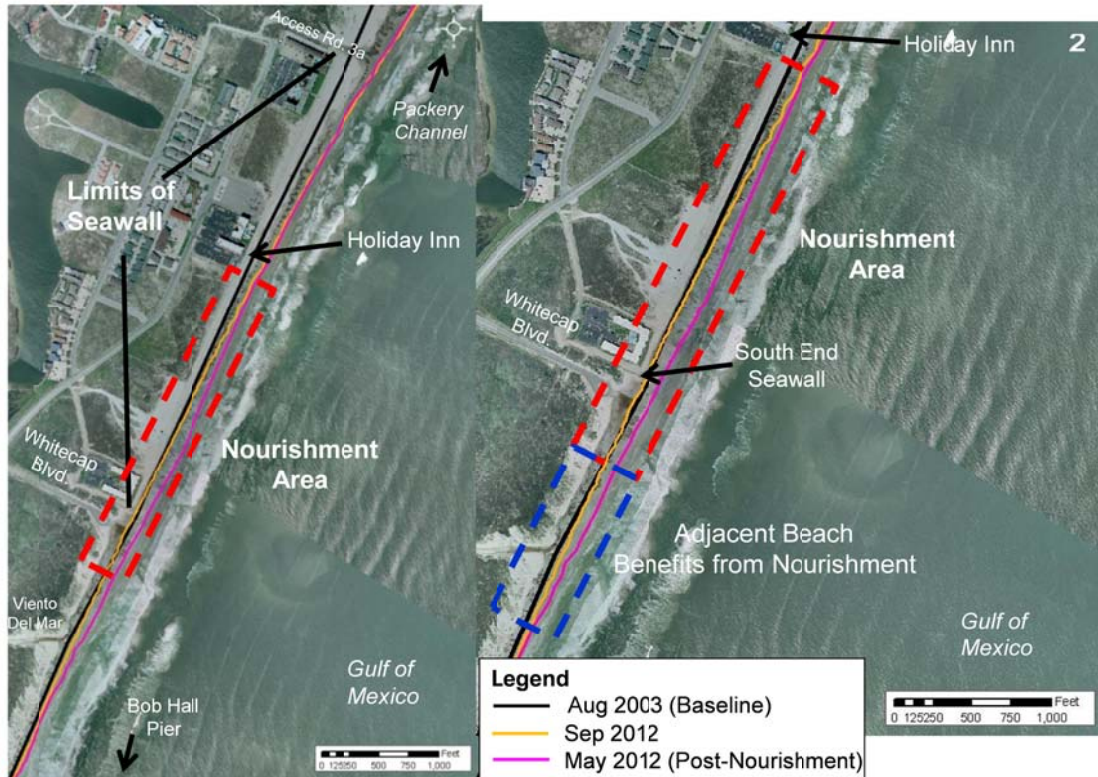 Access Rd. 3a
Packery
Channel
Limits of
Seawall
Holiday Inn
Nourishment
Area
Whitecap
Blvd.
Viento
Del Mar
Gulf of
Mexico
Bob Hall
Pier
Feet
0 125250 500 750 1,000
2
Holiday Inn
Nourishment
Area
Whitecap
Blvd.
South End
Seawall
Adjacent Beach
Benefits from Nourishment
Gulf of
Mexico
Feet
0 125250 500 750 1,000
Legend
Aug 2003 (Baseline)
Sep 2012
May 2012 (Post-Nourishment)